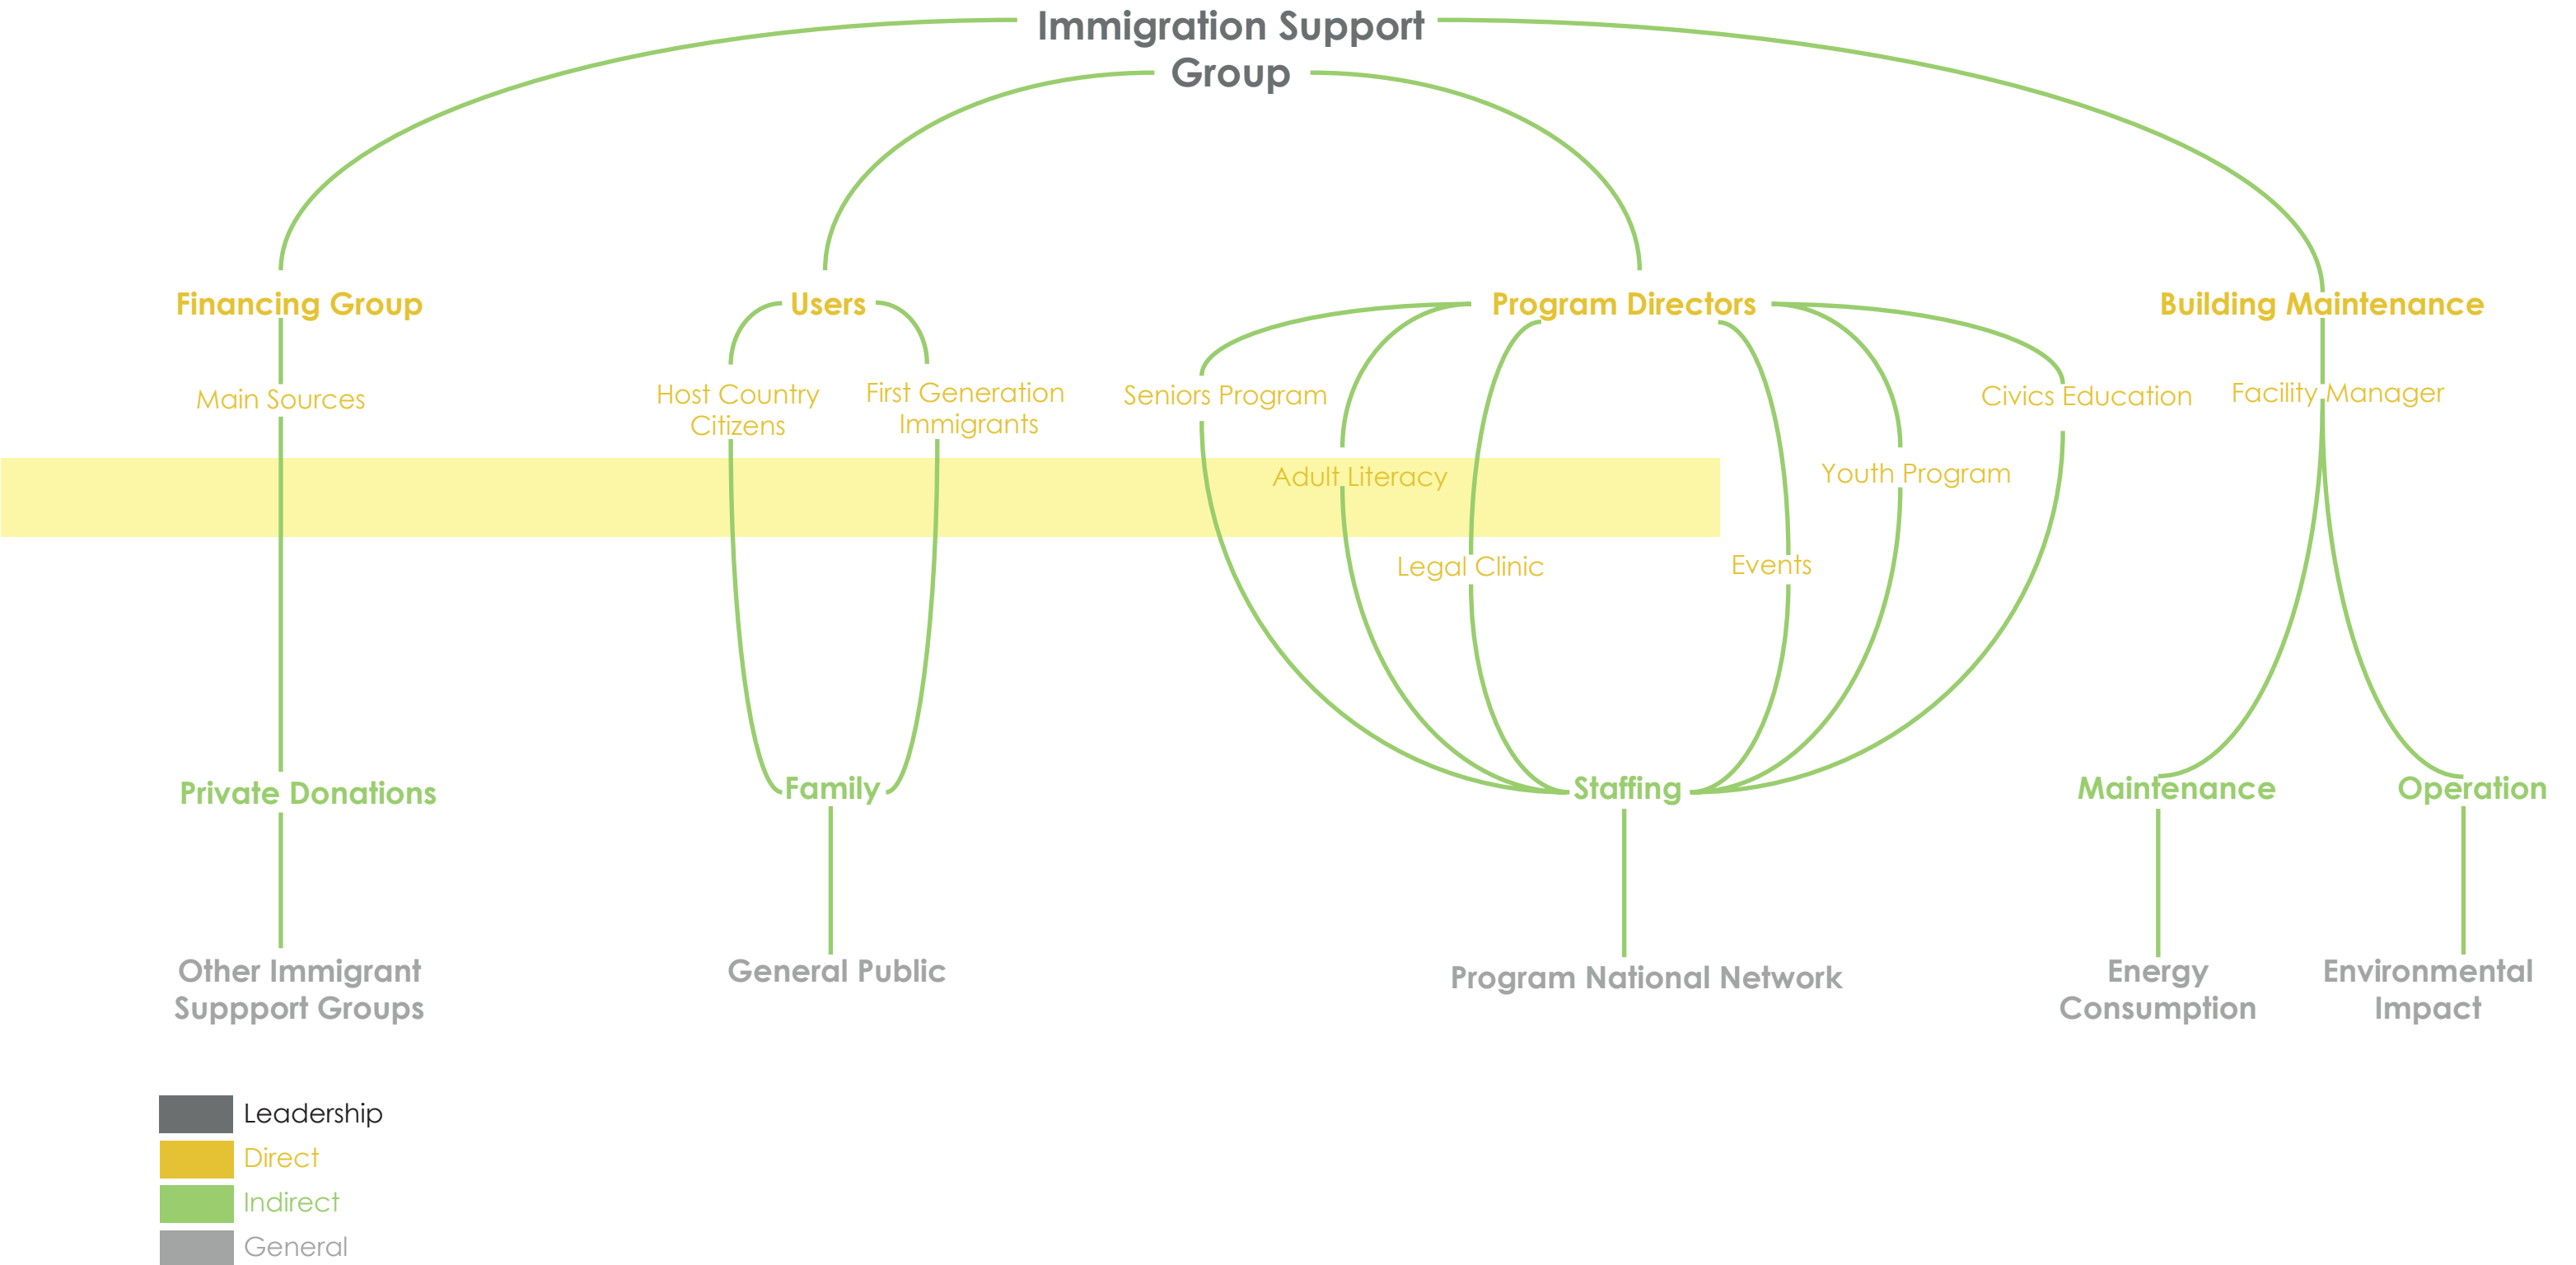 Immigration Support
Group
Financing Group
Users
Program Directors
Building Maintenance
Main Sources
Host Country
Citizens
First Generation
Immigrants
Seniors Program
Civics Education
Facility Manager
Adult Literacy
Youth Program
Legal Clinic
Events
Private Donations
Family
Staffing
Maintenance
Operation
Other Immigrant
Suppport Groups
General Public
Program National Network
Energy
Consumption
Environmental
Impact
Leadership
Direct
Indirect
General